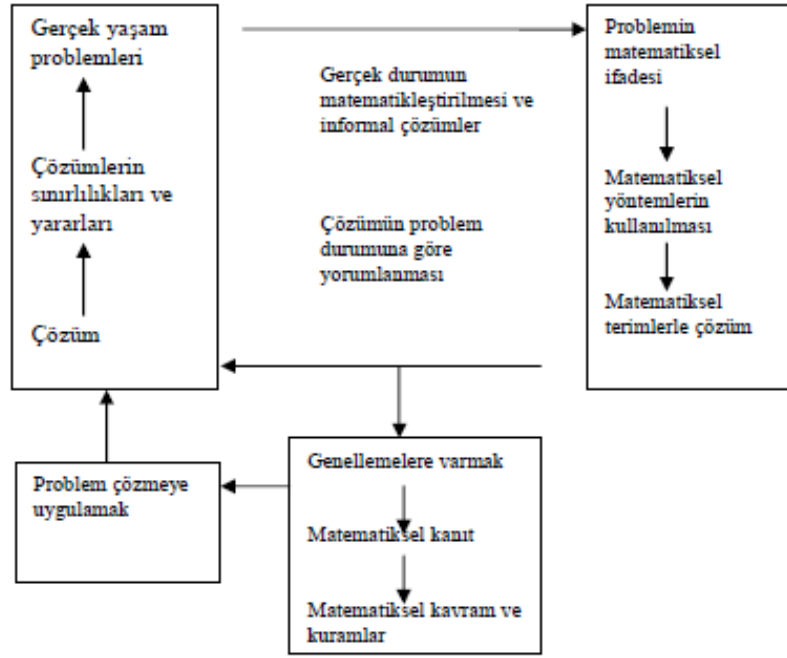 Gerçek yaşam
problemleri
Çözümlerin
sınırlılıkları ve
yararları
Çözüm
Gerçek durumun
matematikleştirilmesi ve
informal çözümler
Çözümün problem
durumuna göre
yorumlanması
Problemin
matematiksel
ifadesi
Matematiksel
yöntemlerin
kullanılması
Matematiksel
terimlerle çözüm
Problem çözmeye
uygulamak
Genellemelere varmak
Matematiksel kanıt
Matematiksel kavram ve
kuramlar